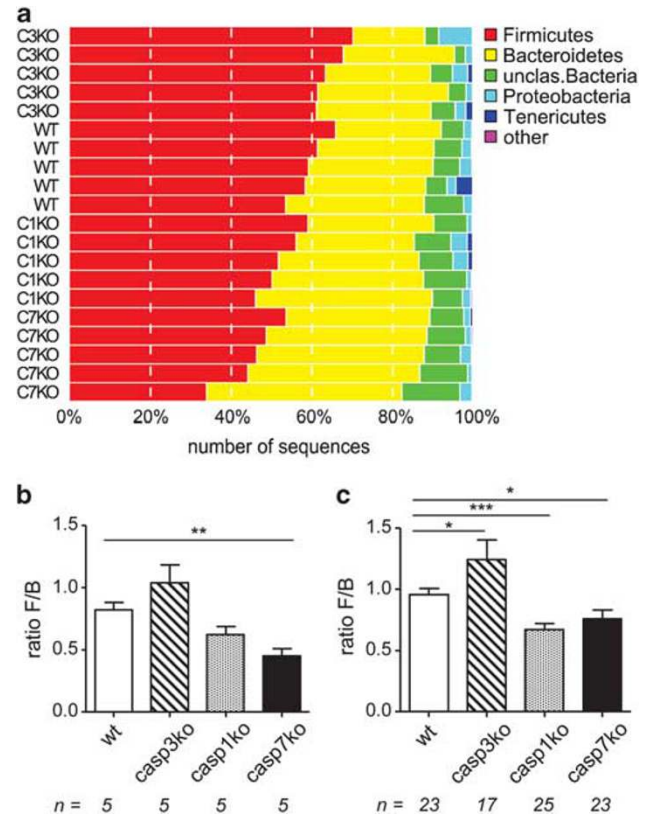 a
C3KO
C3KO
C3KO
C3KO
C3KO
WT
WT
WT
WT
WT
C1KO
C1KO
C1KO
C1KO
C1KO
C7KO
C7KO
C7KO
C7KO
C7KO
0% 20% 40% 60% 80% 100%
number of sequences
Firmicutes
Bacteroidetes
unclas.Bacteria
Proteobacteria
Tenericutes
other
b
ratio F/B
1.5
1.0
0.5
0.0
**
wt casp3ko casp1ko casp7ko
n = 5 5 5 5
c
ratio F/B
1.5
1.0
0.5
0.0
*
***
*
wt casp3ko casp1ko casp7ko
n = 23 17 25 23